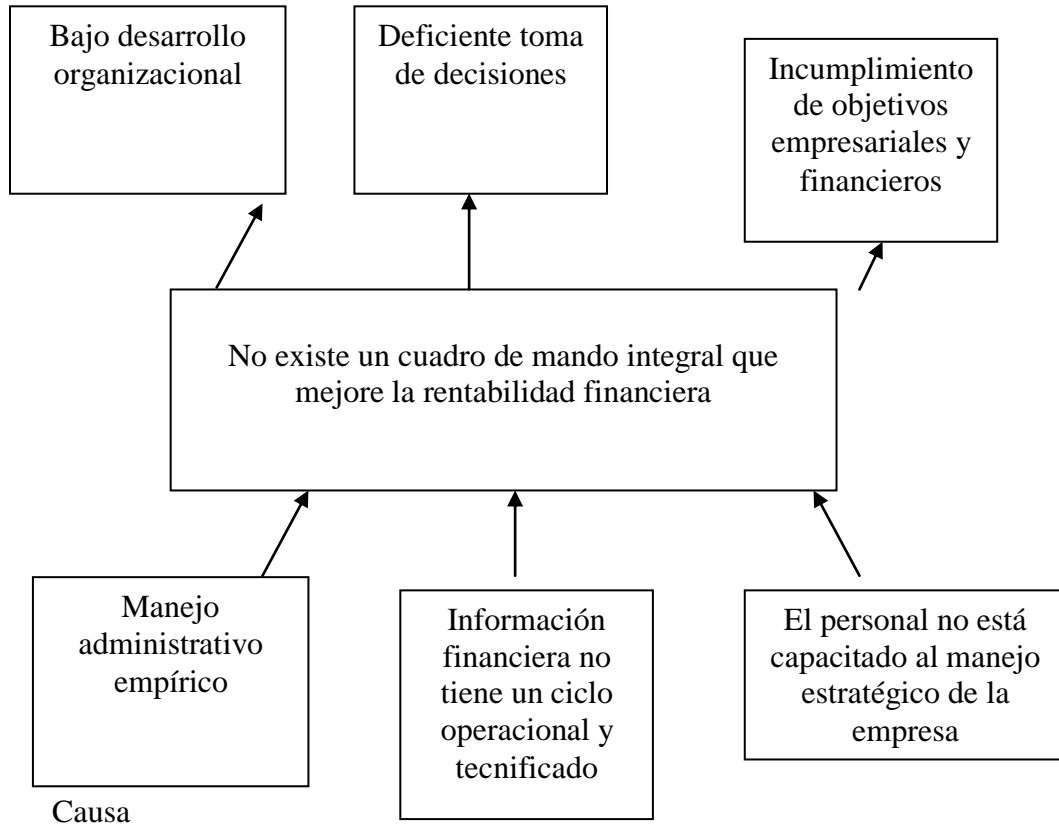 Bajo desarrollo
organizacional
Deficiente toma
de decisiones
Incumplimiento
de objetivos
empresariales y
financieros
No existe un cuadro de mando integral que
mejore la rentabilidad financiera
Manejo
administrativo
empírico
Información
financiera no
tiene un ciclo
operacional y
tecnificado
El personal no está
capacitado al manejo
estratégico de la
empresa
Causa